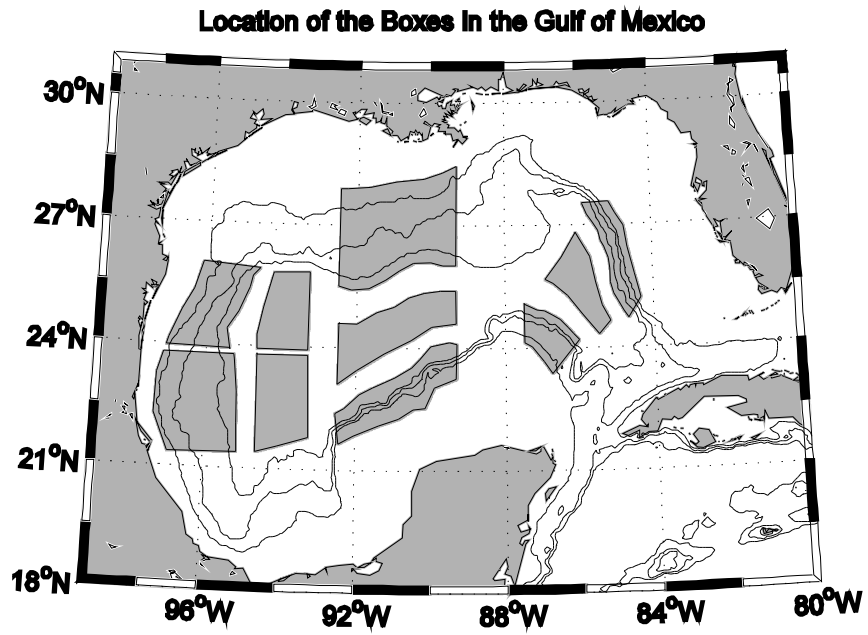 Location of the Boxes in the Gulf of Mexico
30°N
27°N
24°N
21°N
18°N
96°W
92°W
88°W
84°W
80°W